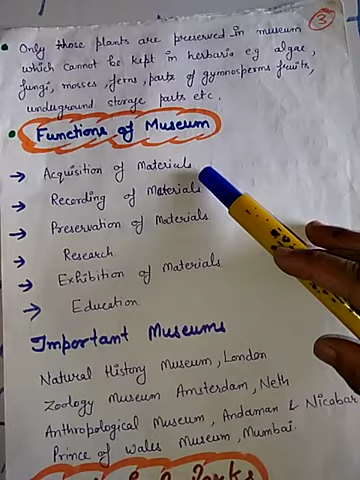 3
Only those plants are preserved in museum
which cannot be kept in herbaria e.g algae,
fungi, mosses, ferns, parts of gymnosperms fruits,
underground storage parts etc.
Functions of Museum
Acquisition of Materials
Recording of Materials
Preservation of Materials
Research
Exhibition of Materials
Education
Important Museums
Natural History Museum, London
Zoology Museum Amsterdam, Neth
Anthropological Museum, Andaman & Nicobar
Prince of Wales Museum, Mumbai.